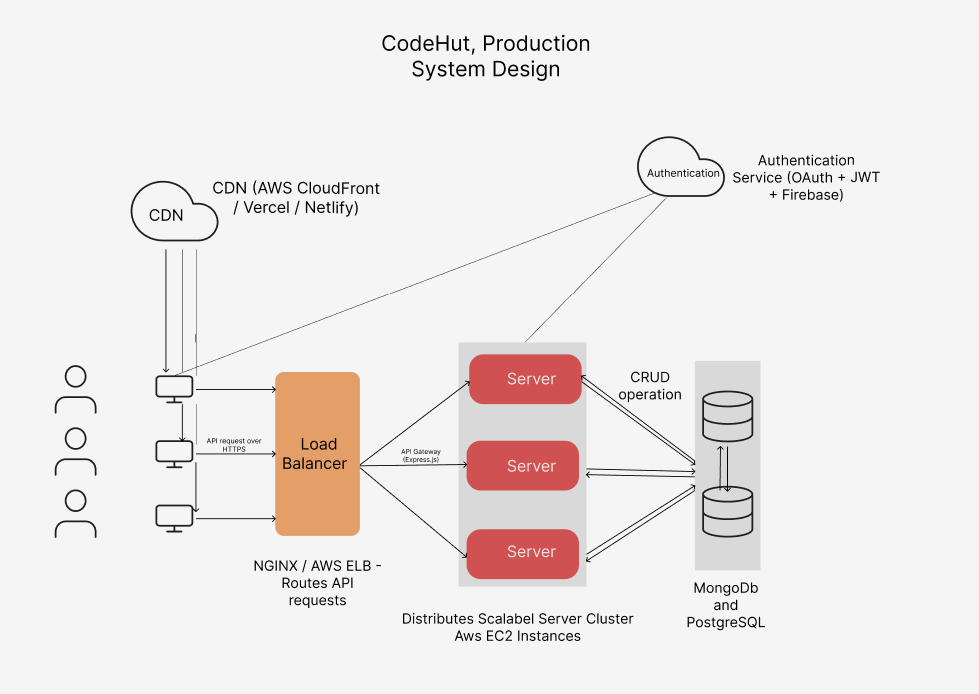 CodeHut, Production
System Design
Authentication
Authentication
Service (OAuth + JWT
+ Firebase)
CDN
CDN (AWS CloudFront
/ Vercel / Netlify)
Server
CRUD
operation
API request over
HTTPS
Load
Balancer
API Gateway
(Express.js)
Server
Server
NGINX / AWS ELB -
Routes API
requests
Distributes Scalabel Server Cluster
Aws EC2 Instances
MongoDb
and
PostgreSQL